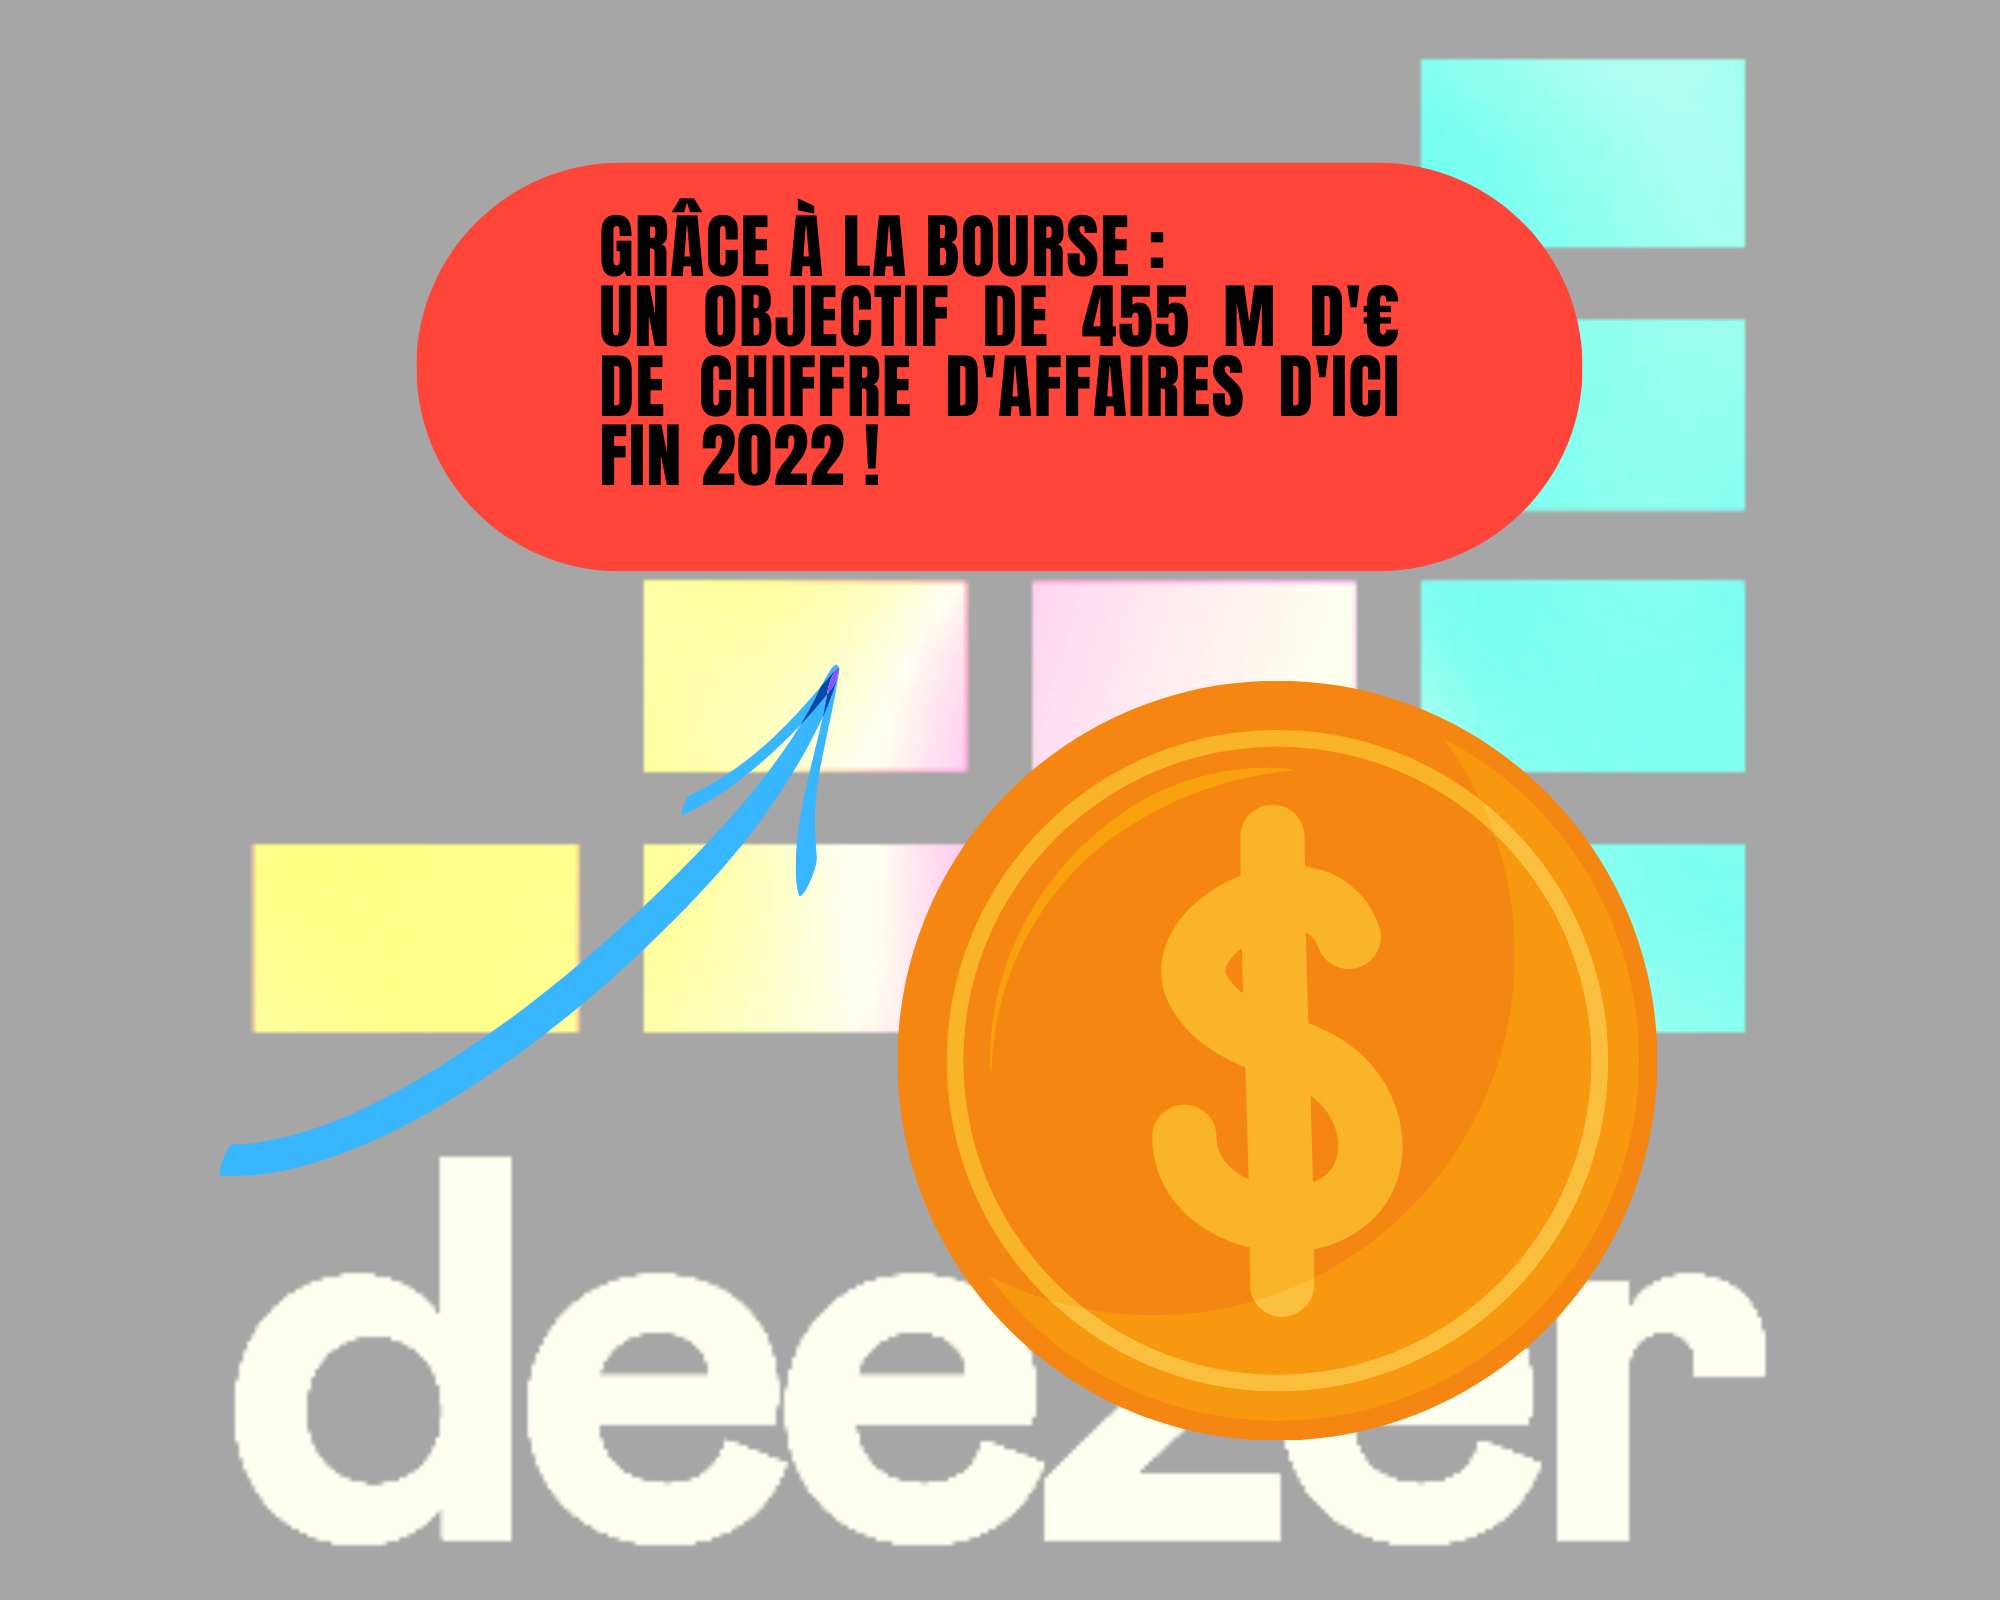 GRÂCE À LA BOURSE :
UN OBJECTIF DE 455 M D'€
DE CHIFFRE D'AFFAIRES D'ICI
FIN 2022 !
$
deezer